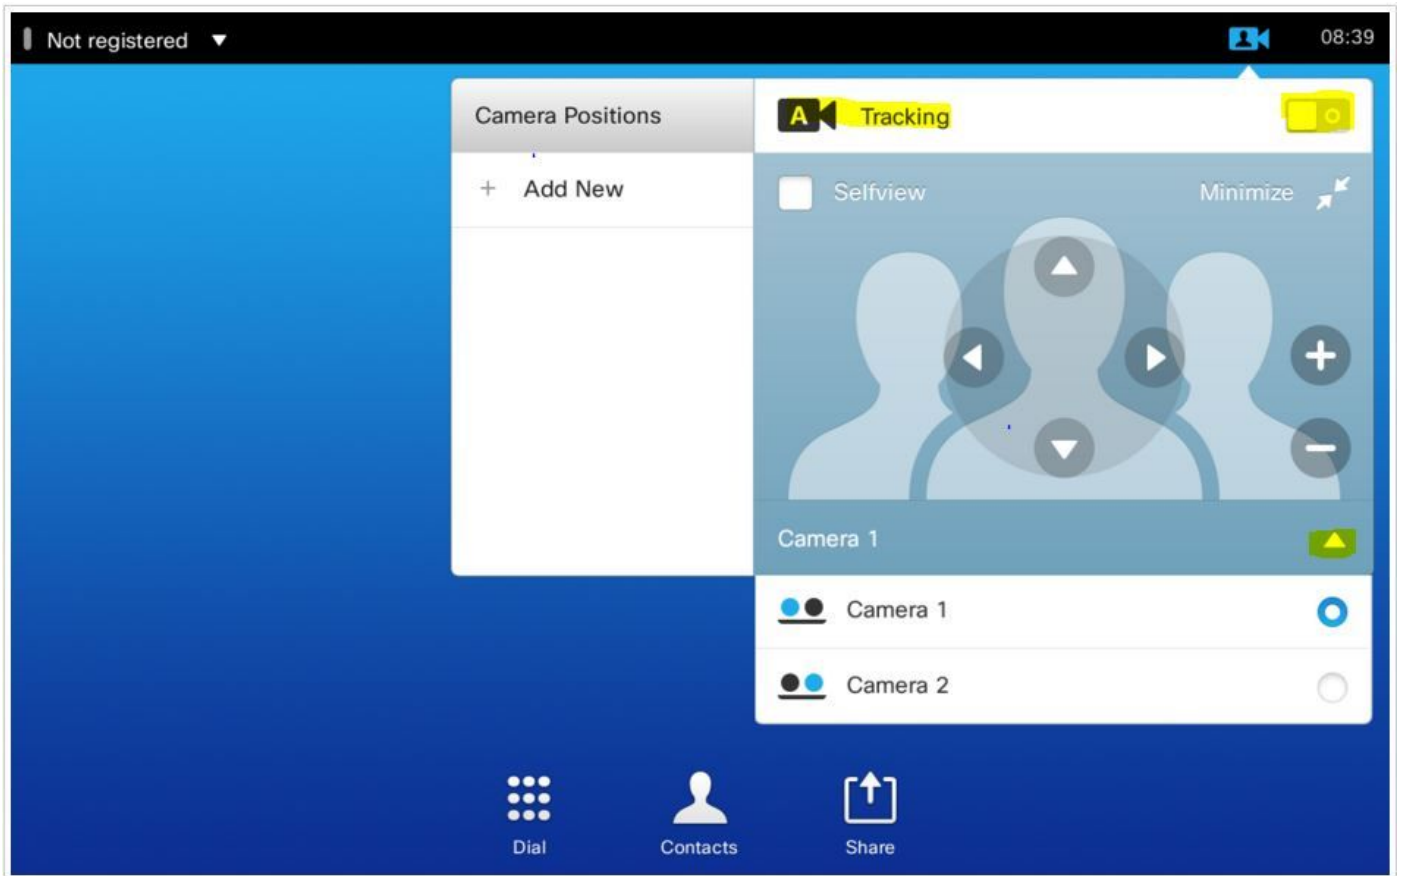 Not registered
08:39
Camera Positions
A Tracking
Add New
Selfview
Minimize
Camera 1
Camera 1
Camera 2
Dial
Contacts
Share